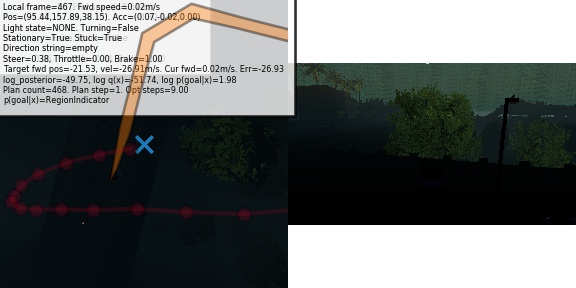 Local frame=467. Fwd speed=0.02m/s
Pos=(95.44,157.89,38.15). Acc=(0.07,-0.02,0.00)
Light state=NONE. Turning=False
Stationary=True. Stuck=True
Direction string=empty
Steer=0.38, Throttle=0.00, Brake=1.00
Target fwd pos=-21.53, vel=-26.91m/s. Cur fwd=0.02m/s. Err=-26.93
log_posterior=-49.75, log q(x)=-51.74, log p(goal|x)=1.98
Plan count=468. Plan step=1. Opt steps=9.00
p(goal|x)=RegionIndicator